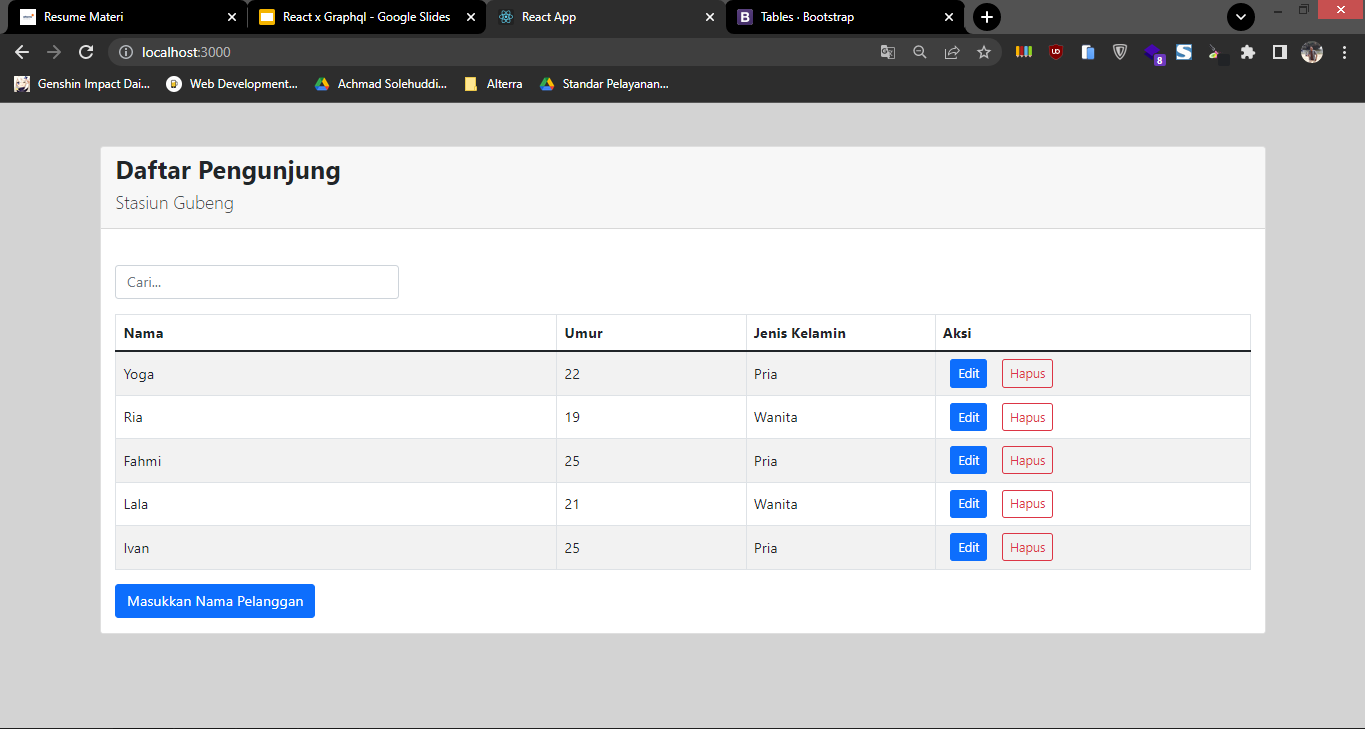 Resume Materi
React x Graphql - Google Slides
React App
Tables · Bootstrap
localhost:3000
8
Genshin Impact Dai...
Web Development...
Achmad Solehuddi...
Alterra
Standar Pelayanan...
Daftar Pengunjung
Stasiun Gubeng
Cari...
Nama Umur Jenis Kelamin Aksi
Yoga 22 Pria Edit Hapus
Ria 19 Wanita Edit Hapus
Fahmi 25 Pria Edit Hapus
Lala 21 Wanita Edit Hapus
Ivan 25 Pria Edit Hapus
Masukkan Nama Pelanggan